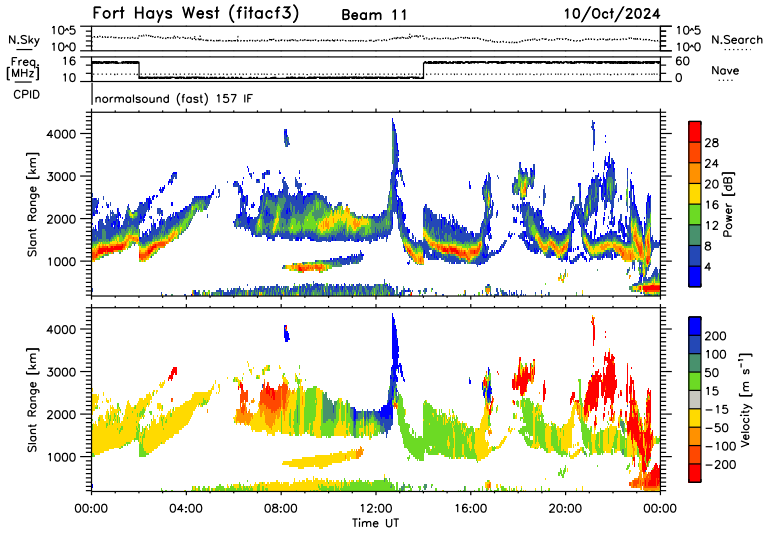 Fort Hays West (fitacf3) Beam 11 10/Oct/2024
N.Sky 10^5 10^0 10^5 10^0 N.Search
Freq. [MHz] 16 10 60 0 Nave
CPID normalsound (fast) 157 IF
Slant Range [km] 4000 3000 2000 1000
28 24 20 16 12 8 4 Power [dB]
Slant Range [km] 4000 3000 2000 1000
200 100 50 15 −15 −50 −100 −200 Velocity [m s⁻¹]
00:00 04:00 08:00 12:00 16:00 20:00 00:00
Time UT